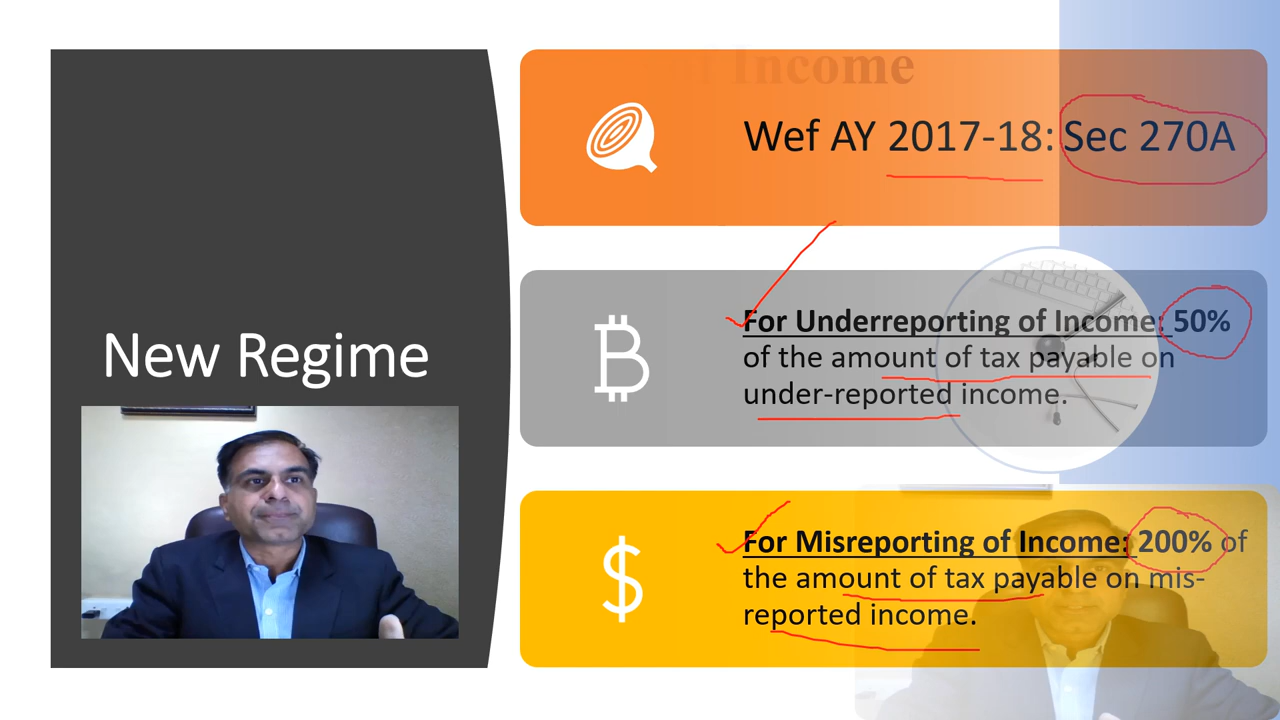 Income
Wef AY 2017-18: Sec 270A
New Regime
For Underreporting of Income: 50%
of the amount of tax payable on
under-reported income.
For Misreporting of Income: 200% of
the amount of tax payable on mis-
reported income.